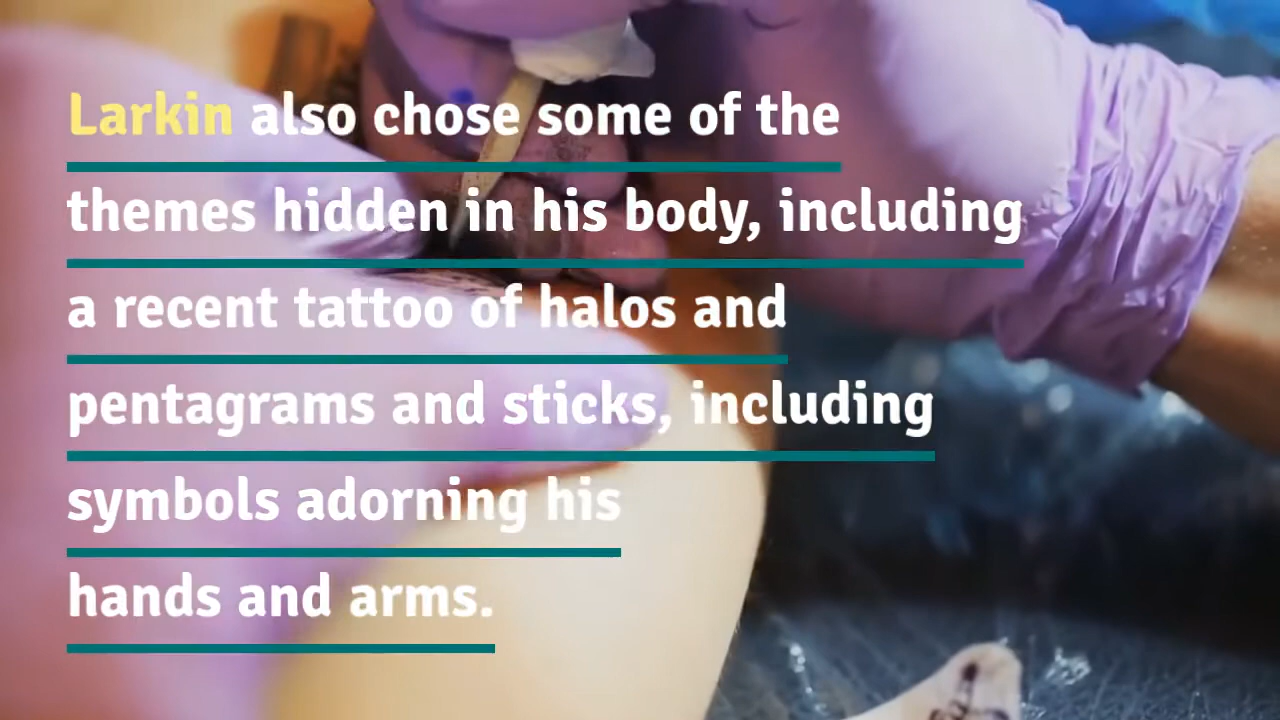 Larkin also chose some of the
themes hidden in his body, including
a recent tattoo of halos and
pentagrams and sticks, including
symbols adorning his
hands and arms.